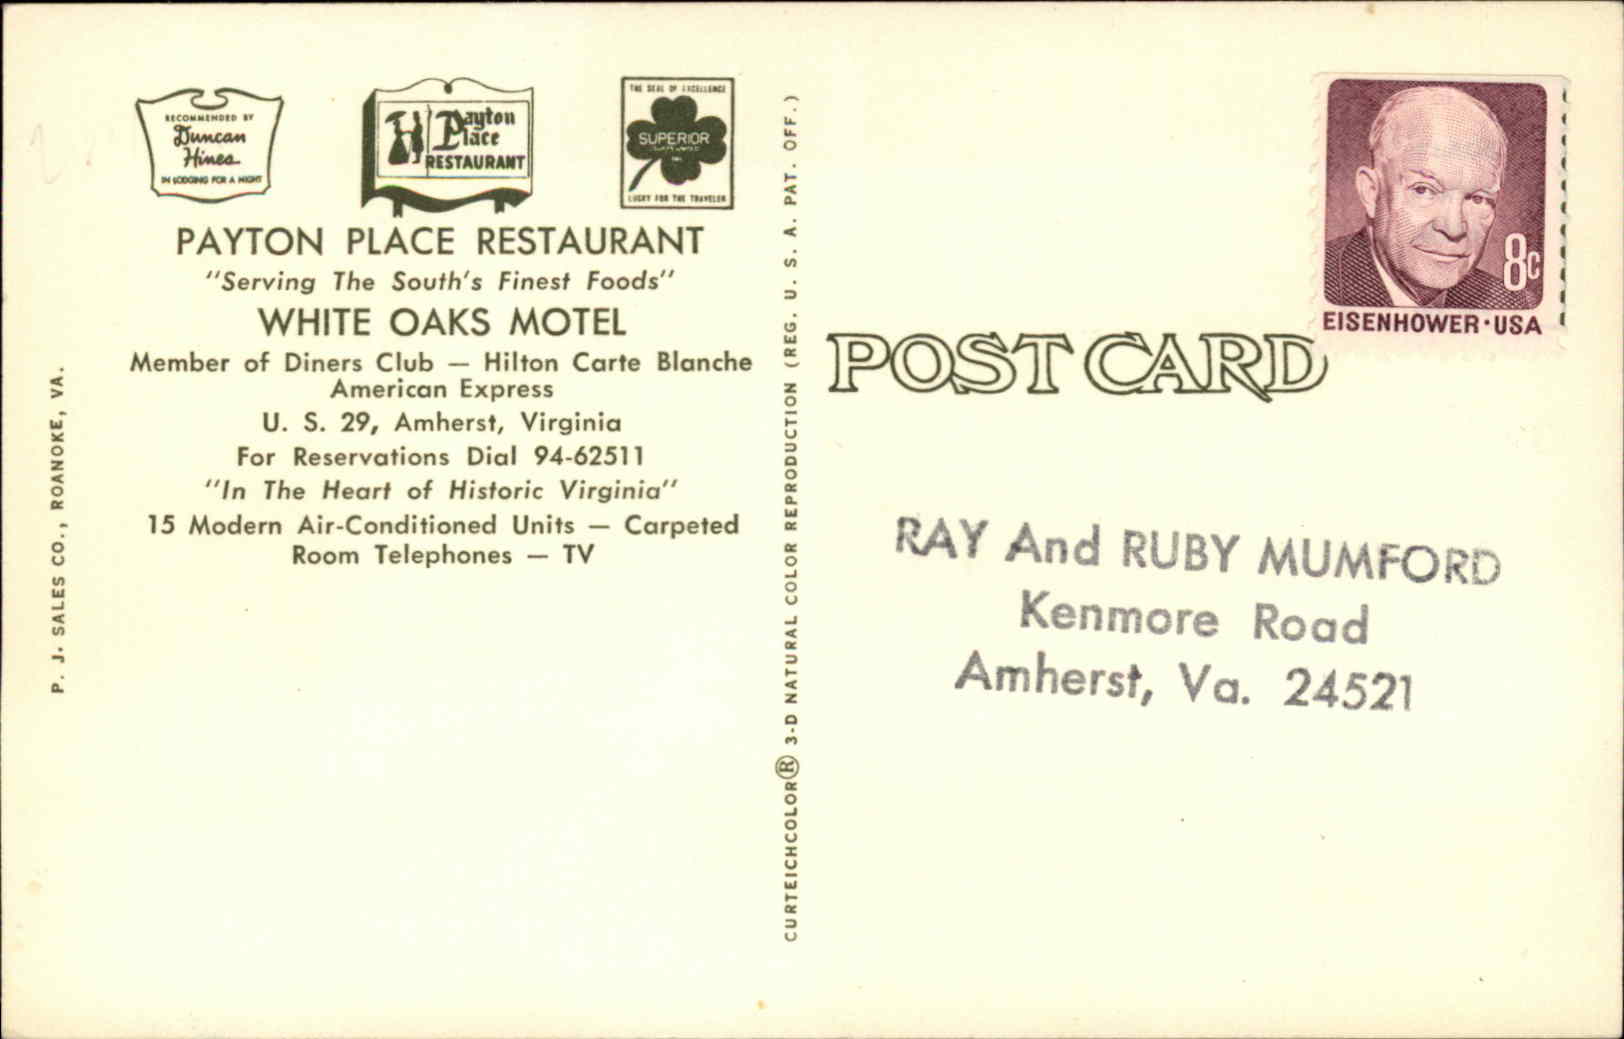 RECOMMENDED BY
Duncan
Hines
IN LODGING FOR A NIGHT
Payton
Place
RESTAURANT
THE SEAL OF EXCELLENCE
SUPERIOR
INC.
LUCKY FOR THE TRAVELER
PAYTON PLACE RESTAURANT
"Serving The South's Finest Foods"
WHITE OAKS MOTEL
Member of Diners Club — Hilton Carte Blanche
American Express
U. S. 29, Amherst, Virginia
For Reservations Dial 94-62511
"In The Heart of Historic Virginia"
15 Modern Air-Conditioned Units — Carpeted
Room Telephones — TV
P. J. SALES CO., ROANOKE, VA.
CURTEICHCOLOR® 3-D NATURAL COLOR REPRODUCTION (REG. U. S. A. PAT. OFF.)
POST CARD
8c
EISENHOWER·USA
RAY And RUBY MUMFORD
Kenmore Road
Amherst, Va. 24521